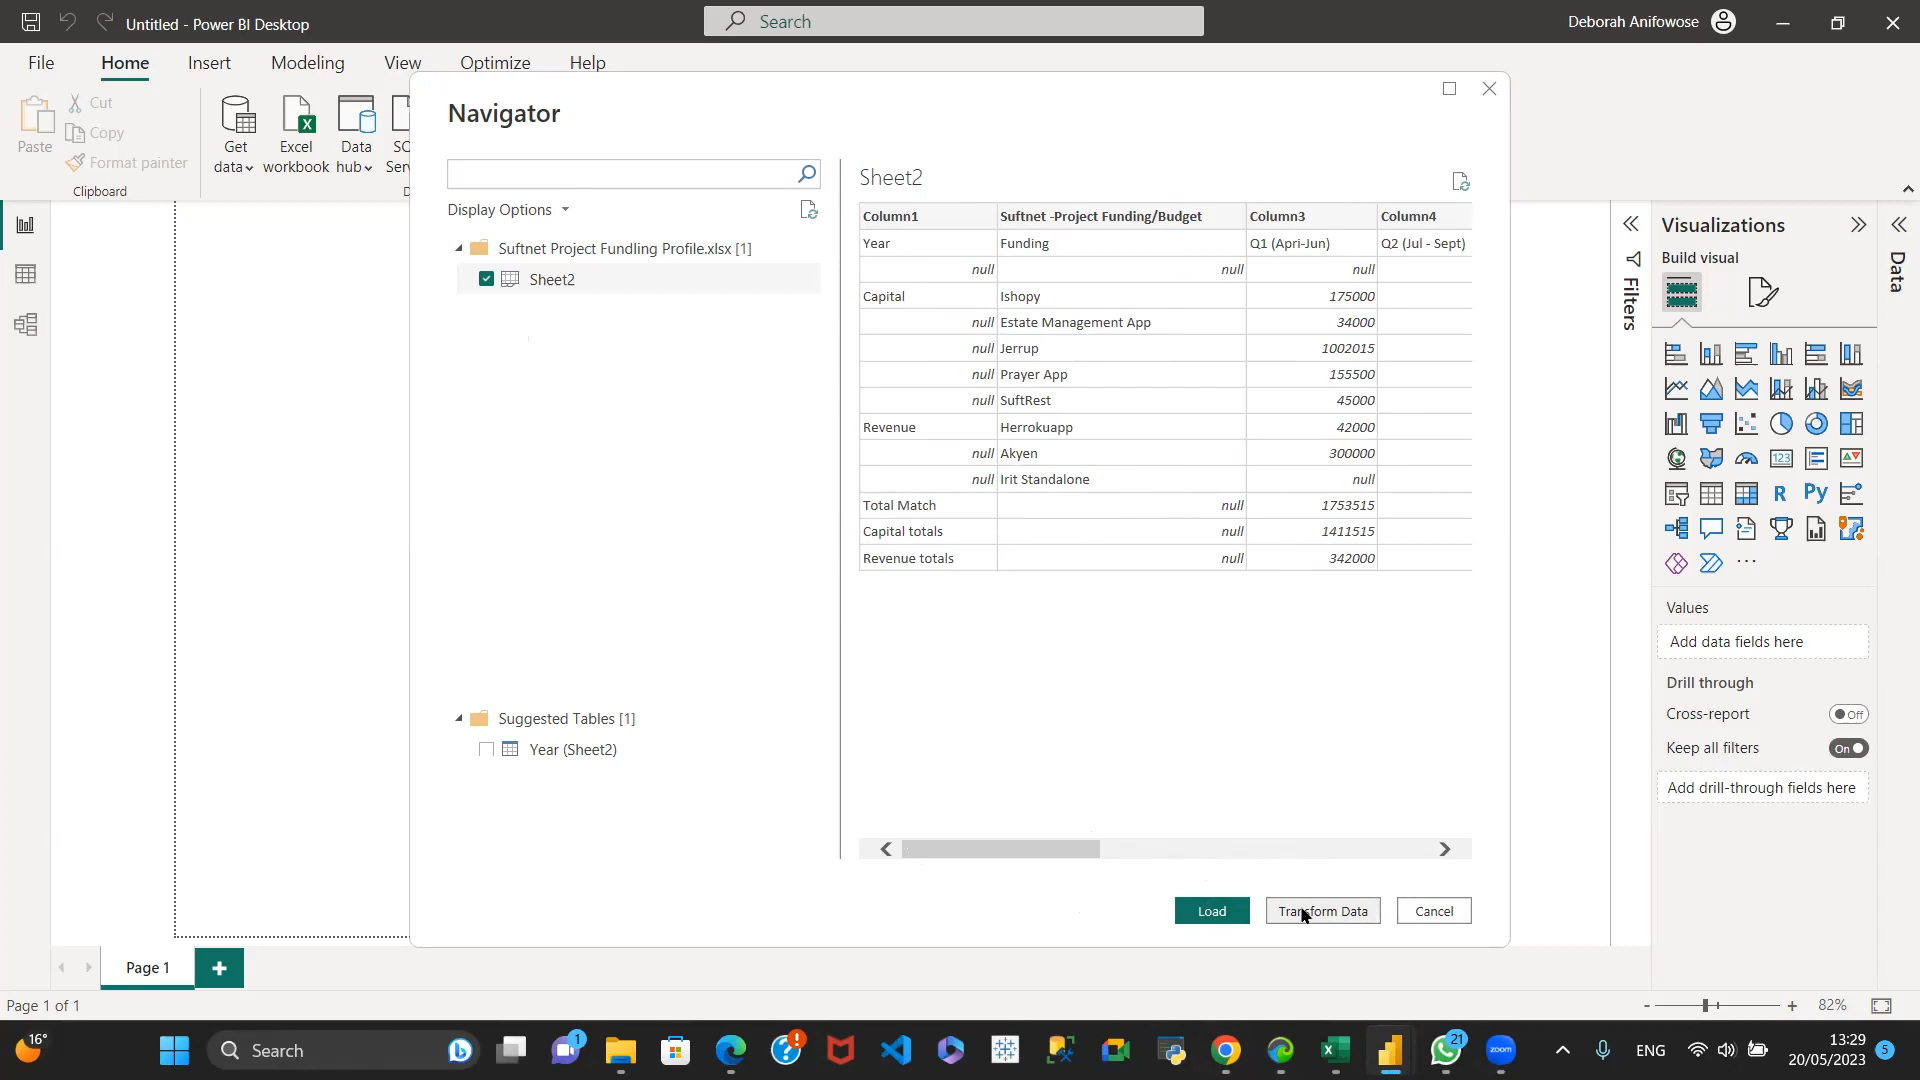 Untitled - Power BI Desktop
Search
Deborah Anifowose
File
Home
Insert
Modeling
View
Optimize
Help
Paste
Cut
Copy
Format painter
Clipboard
Get data
Excel workbook
Data hub
Navigator
Display Options
Suftnet Project Fundling Profile.xlsx [1]
Sheet2
Suggested Tables [1]
Year (Sheet2)
Sheet2
Column1 Suftnet -Project Funding/Budget Column3 Column4
Year Funding Q1 (Apri-Jun) Q2 (Jul - Sept)
null null null
Capital Ishopy 175000
null Estate Management App 34000
null Jerrup 1002015
null Prayer App 155500
null SuftRest 45000
Revenue Herrokuapp 42000
null Akyen 300000
null Irit Standalone null
Total Match null 1753515
Capital totals null 1411515
Revenue totals null 342000
Load
Transform Data
Cancel
Filters
Visualizations
Build visual
123
R
Py
Values
Add data fields here
Drill through
Cross-report
Off
Keep all filters
On
Add drill-through fields here
Data
Page 1
Page 1 of 1
82%
16°
Search
1
zoom
21
ENG
13:29
20/05/2023
5